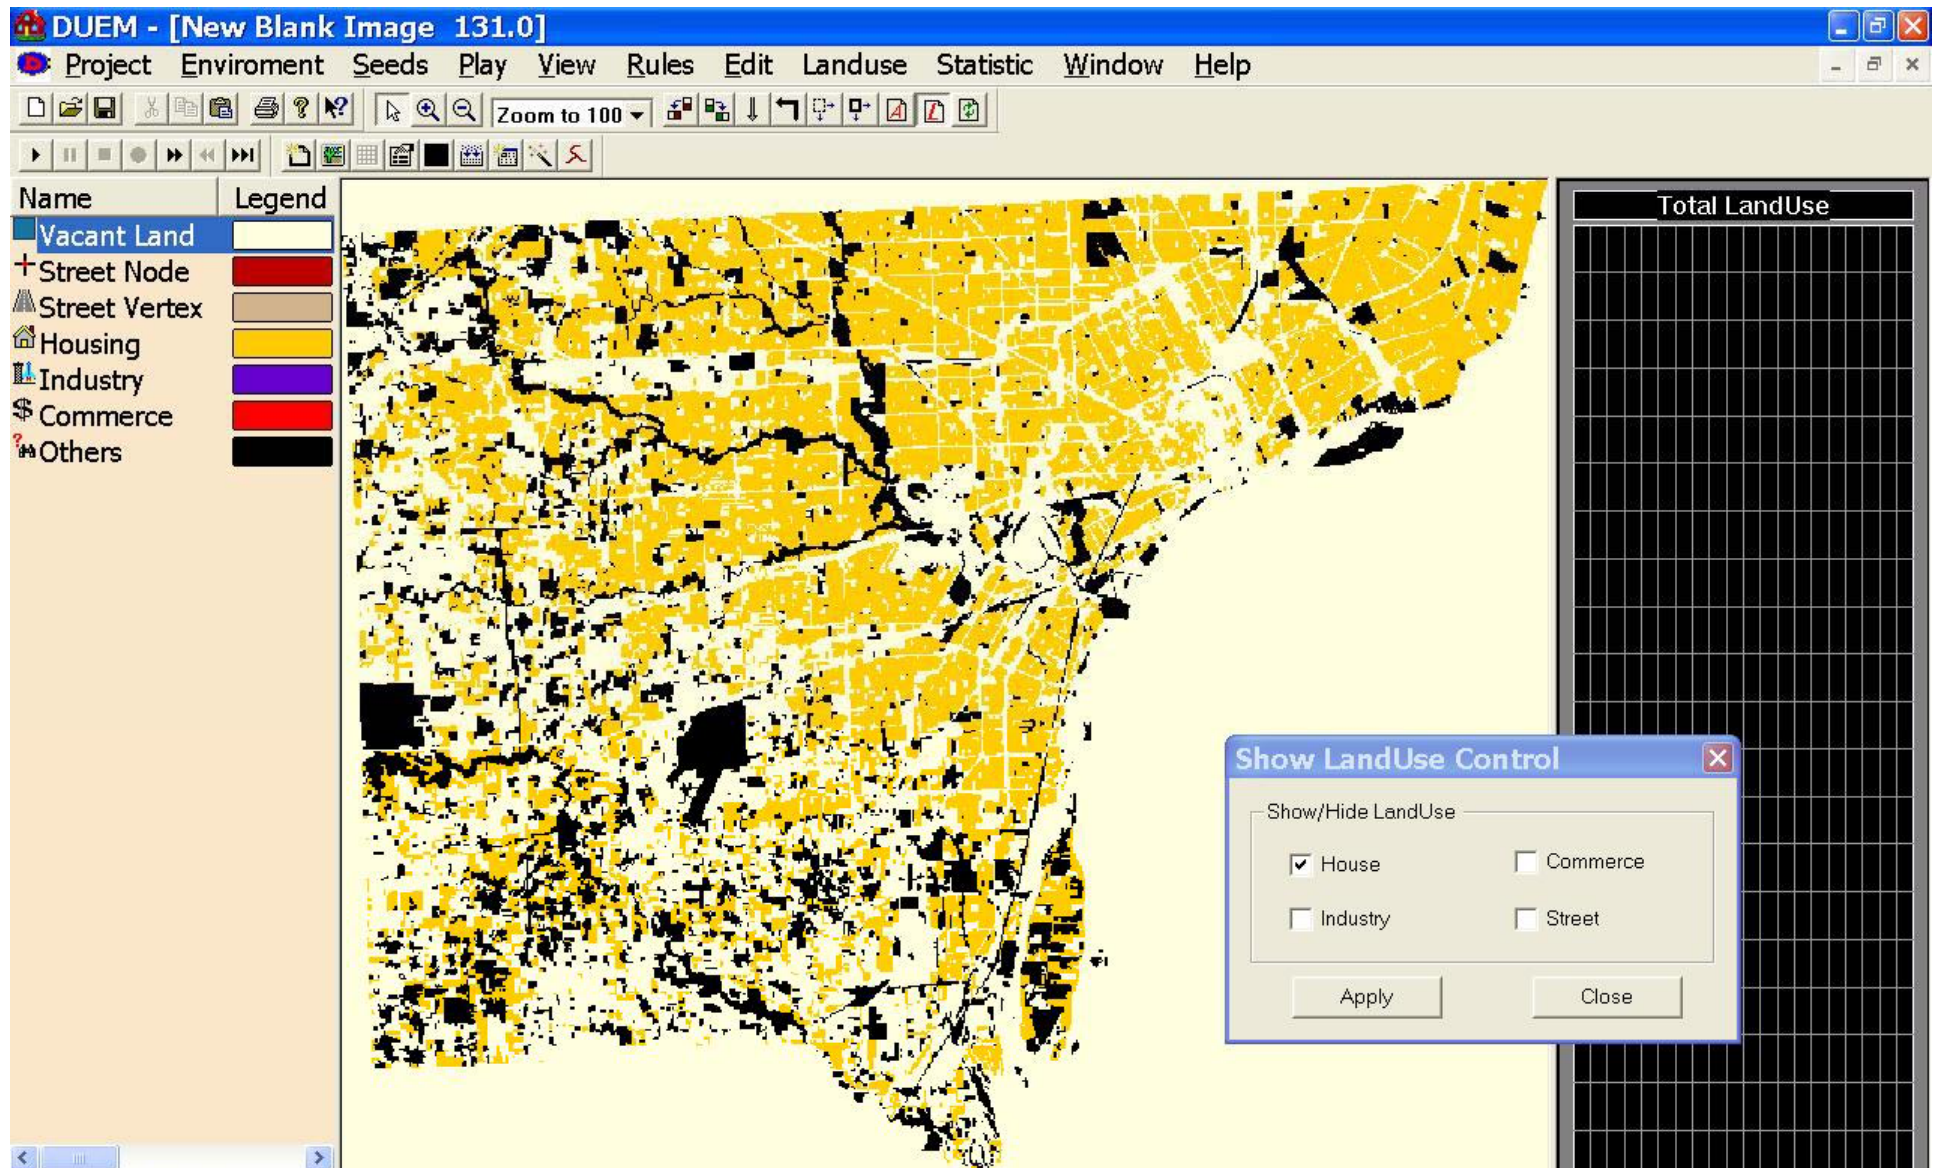 DUEM - [New Blank Image 131.0]
Project Enviroment Seeds Play View Rules Edit Landuse Statistic Window Help
Zoom to 100
Name Legend
Vacant Land
Street Node
Street Vertex
Housing
Industry
Commerce
Others
Total LandUse
Show LandUse Control
Show/Hide LandUse
House Commerce
Industry Street
Apply Close